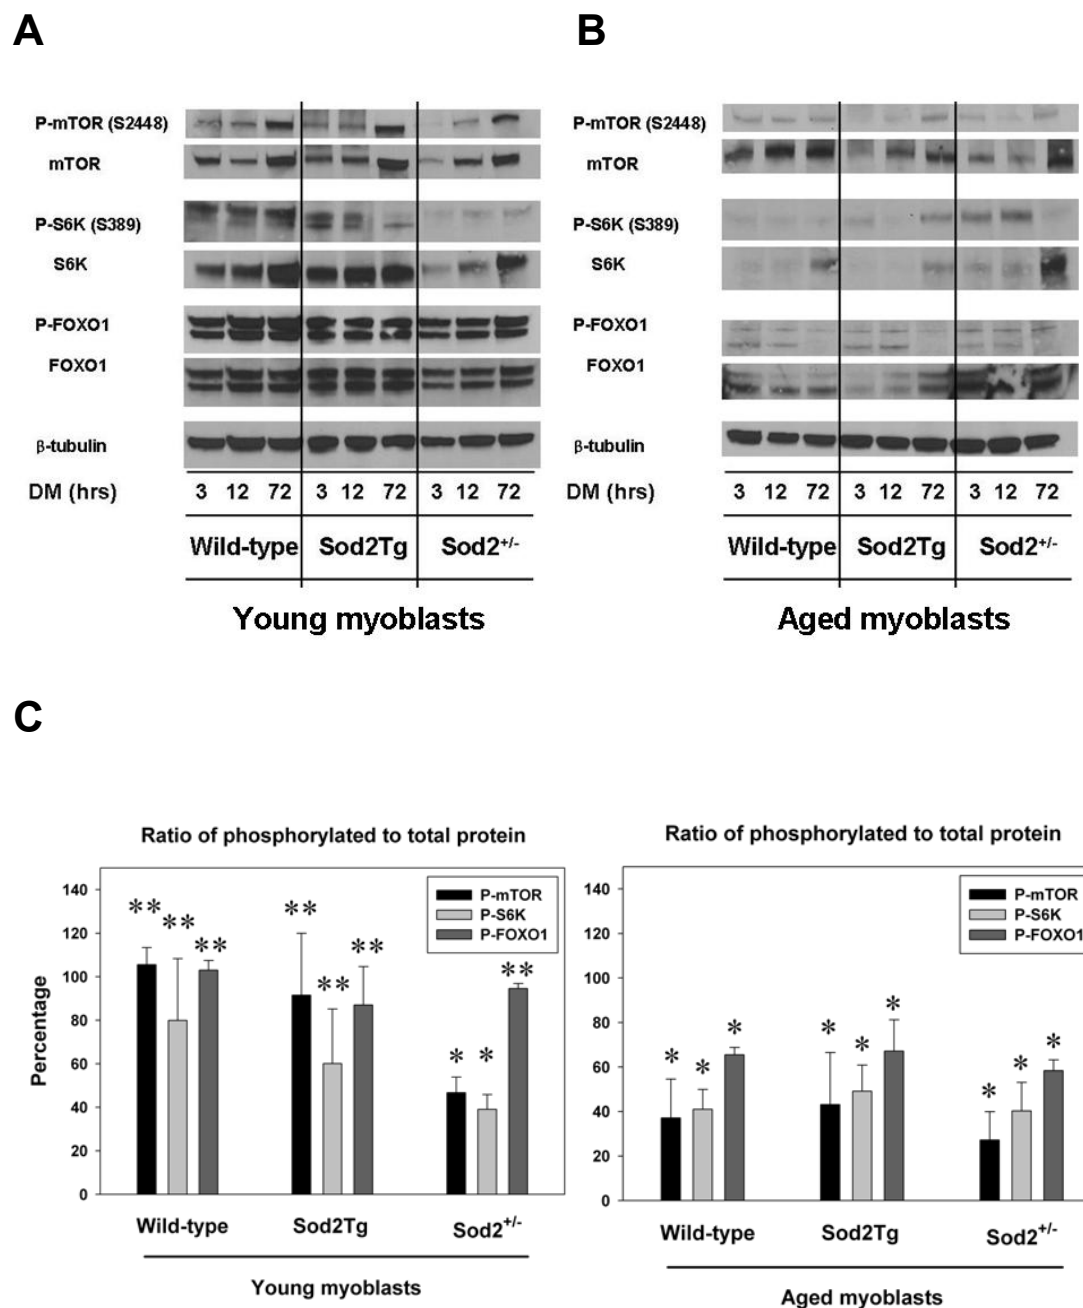 A
B
P-mTOR (S2448)
mTOR
P-S6K (S389)
S6K
P-FOXO1
FOXO1
β-tubulin
DM (hrs)
3 12 72 3 12 72 3 12 72
Wild-type Sod2Tg Sod2+/-
Young myoblasts
P-mTOR (S2448)
mTOR
P-S6K (S389)
S6K
P-FOXO1
FOXO1
β-tubulin
DM (hrs)
3 12 72 3 12 72 3 12 72
Wild-type Sod2Tg Sod2+/-
Aged myoblasts
C
Ratio of phosphorylated to total protein
Percentage
140
120
100
80
60
40
20
0
P-mTOR
P-S6K
P-FOXO1
** ** ** ** ** ** * * **
Wild-type Sod2Tg Sod2+/-
Young myoblasts
Ratio of phosphorylated to total protein
140
120
100
80
60
40
20
0
P-mTOR
P-S6K
P-FOXO1
* * * * * * * * *
Wild-type Sod2Tg Sod2+/-
Aged myoblasts